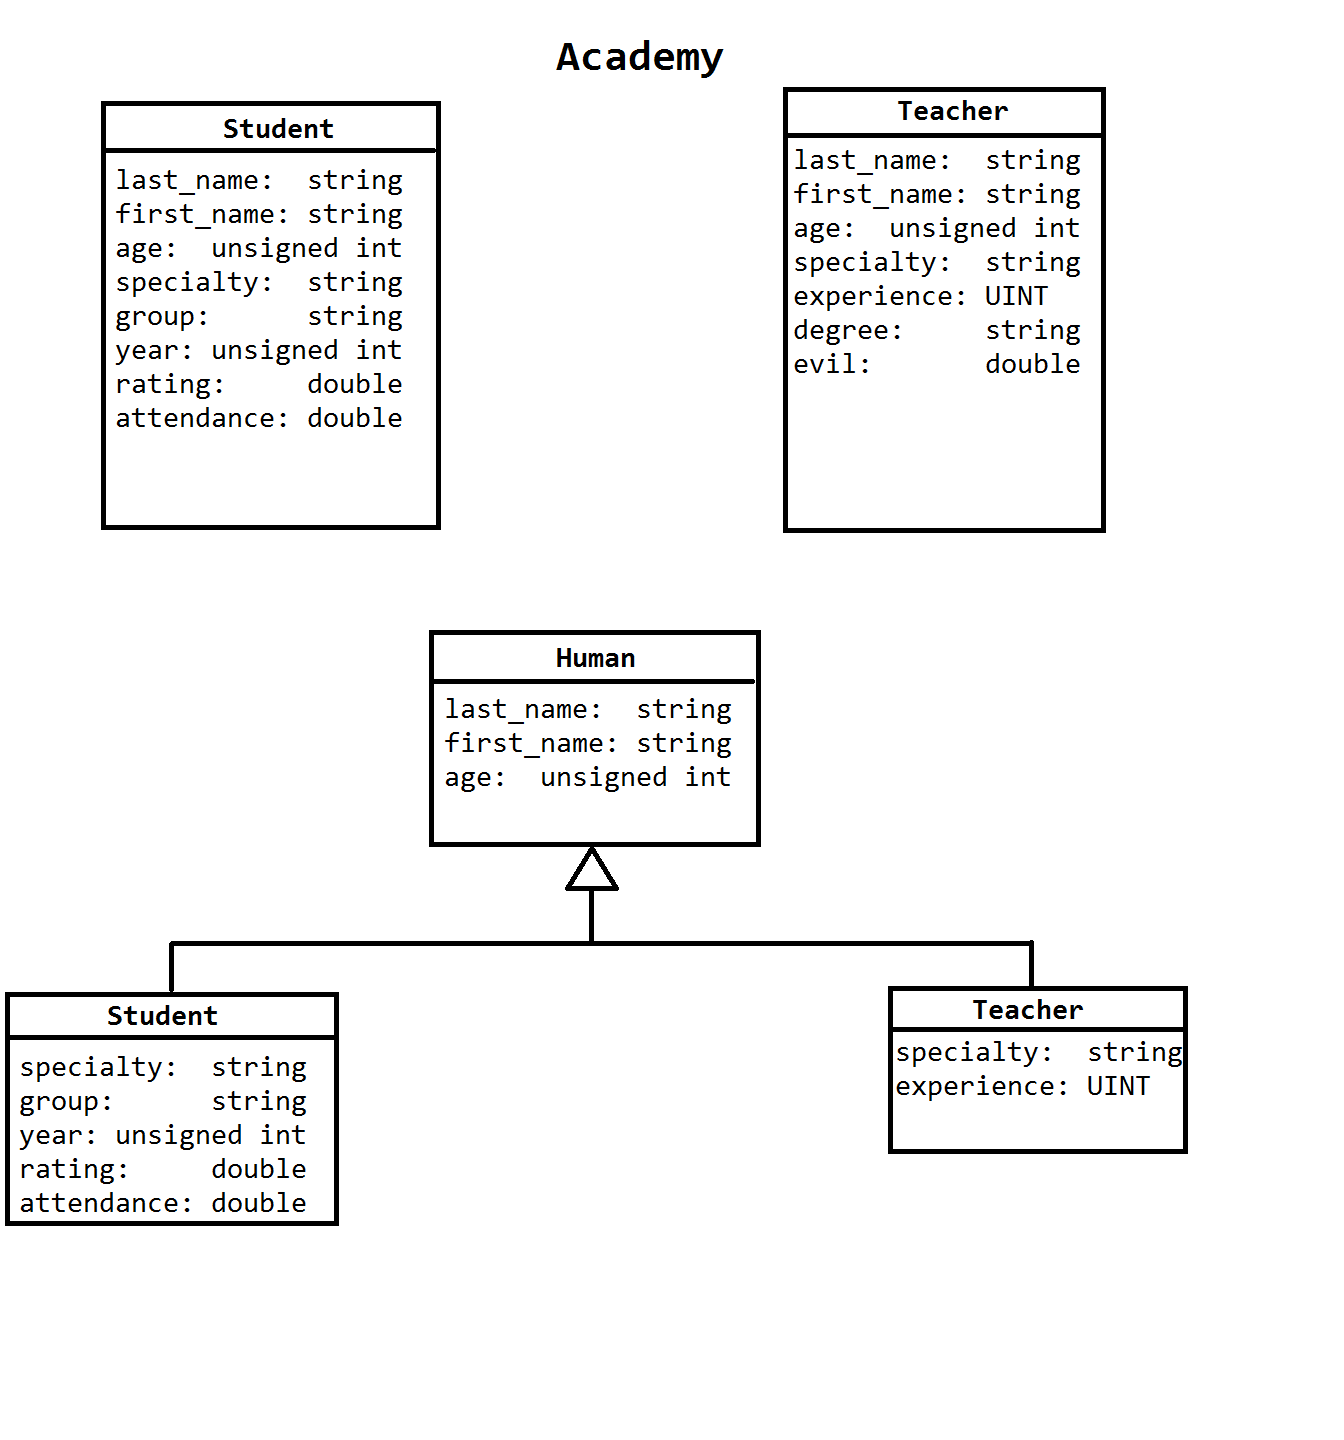 Academy
Student
last_name:  string
first_name: string
age:  unsigned int
specialty:  string
group:      string
year: unsigned int
rating:     double
attendance: double
Teacher
last_name:  string
first_name: string
age:  unsigned int
specialty:  string
experience: UINT
degree:     string
evil:       double
Human
last_name:  string
first_name: string
age:  unsigned int
Student
specialty:  string
group:      string
year: unsigned int
rating:     double
attendance: double
Teacher
specialty:  string
experience: UINT